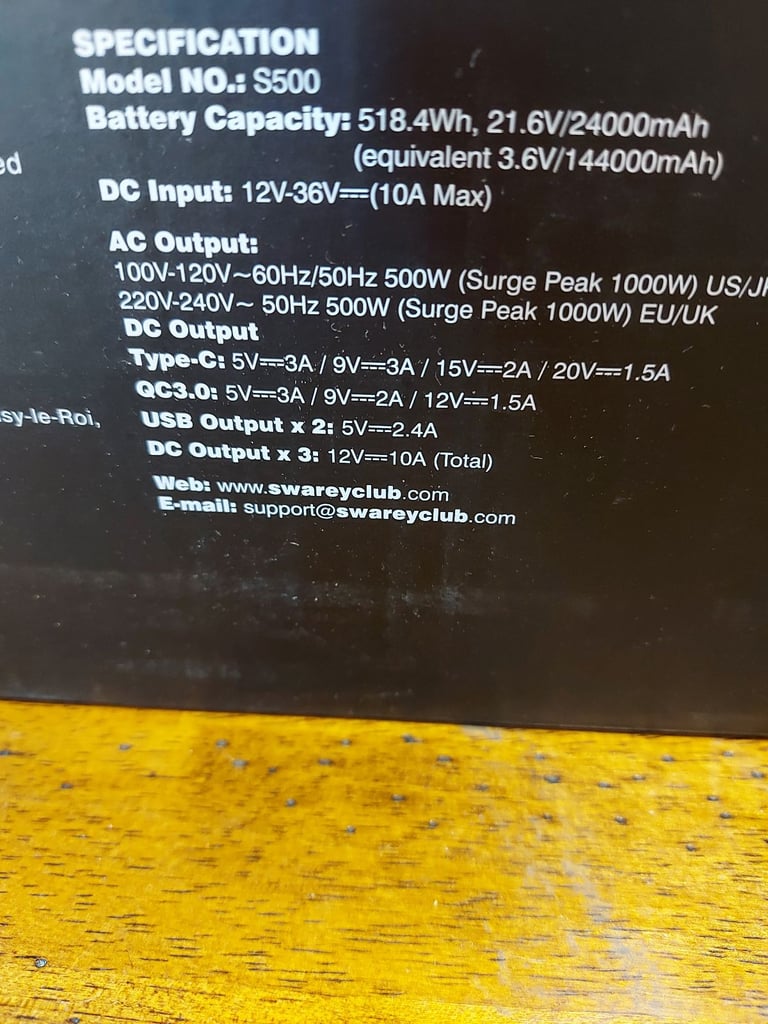 SPECIFICATION
Model NO.: S500
Battery Capacity: 518.4Wh, 21.6V/24000mAh
(equivalent 3.6V/144000mAh)
DC Input: 12V-36V⎓(10A Max)
AC Output:
100V-120V~60Hz/50Hz 500W (Surge Peak 1000W) US/
220V-240V~ 50Hz 500W (Surge Peak 1000W) EU/UK
DC Output
Type-C: 5V⎓3A / 9V⎓3A / 15V⎓2A / 20V⎓1.5A
QC3.0: 5V⎓3A / 9V⎓2A / 12V⎓1.5A
sy-le-Roi,
USB Output x 2: 5V⎓2.4A
DC Output x 3: 12V⎓10A (Total)
Web: www.swareyclub.com
E-mail: support@swareyclub.com